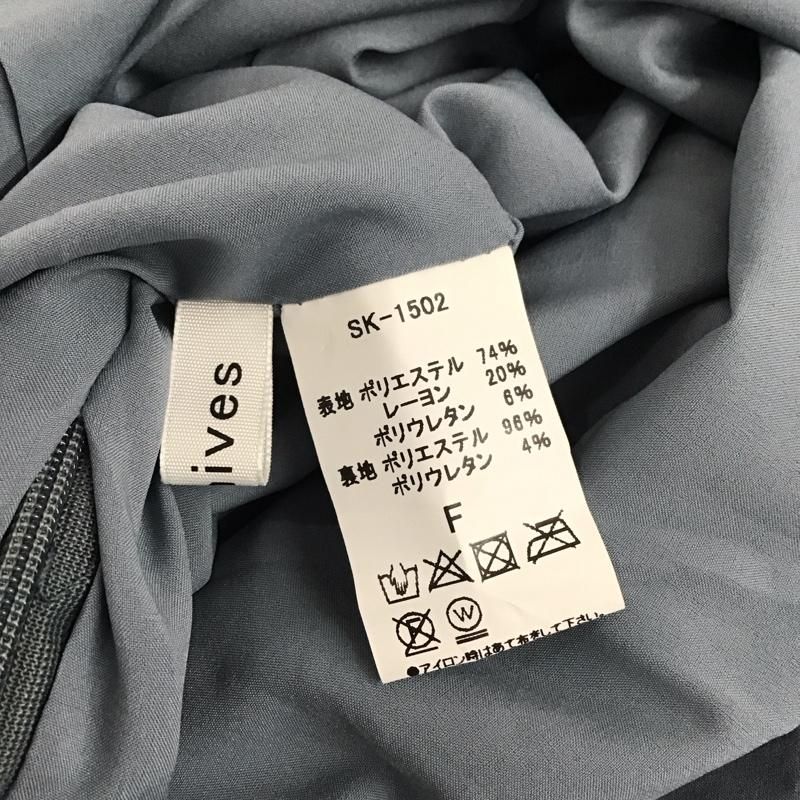 SK-1502
表地 ポリエステル 74%
レーヨン 20%
ポリウレタン 6%
裏地 ポリエステル 96%
ポリウレタン 4%
F
W
●アイロン時はあて布をして下さい。
ives